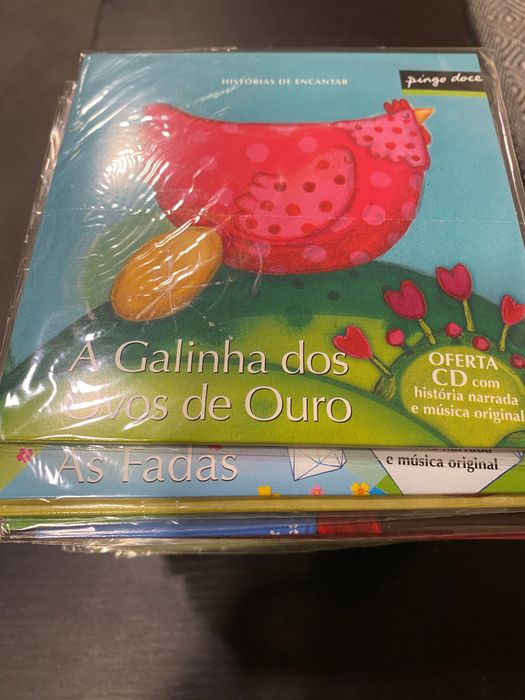 HISTÓRIAS DE ENCANTAR
pingo doce
A Galinha dos
Ovos de Ouro
OFERTA
CD com
história narrada
e música original
As Fadas
e música original